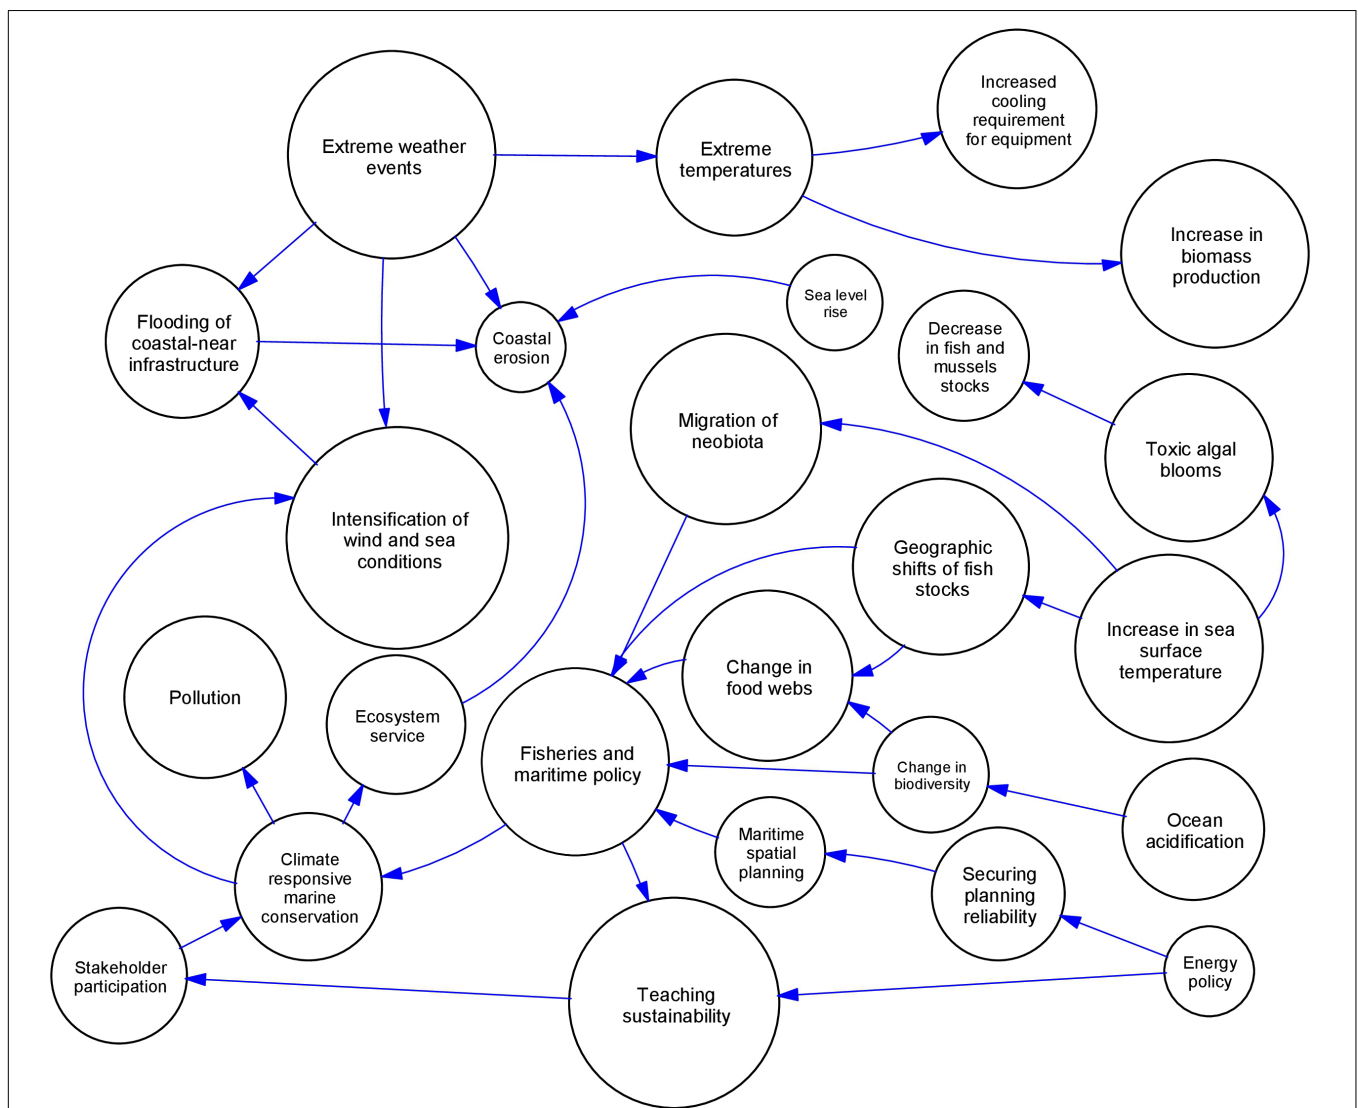 Increased
cooling
requirement
for equipment
Extreme weather
events
Extreme
temperatures
Increase in
biomass
production
Sea level
rise
Flooding of
coastal-near
infrastructure
Coastal
erosion
Decrease
in fish and
mussels
stocks
Migration of
neobiota
Toxic algal
blooms
Intensification of
wind and sea
conditions
Geographic
shifts of fish
stocks
Increase in sea
surface
temperature
Change in
food webs
Pollution
Ecosystem
service
Fisheries and
maritime policy
Change in
biodiversity
Ocean
acidification
Maritime
spatial
planning
Climate
responsive
marine
conservation
Securing
planning
reliability
Stakeholder
participation
Energy
policy
Teaching
sustainability